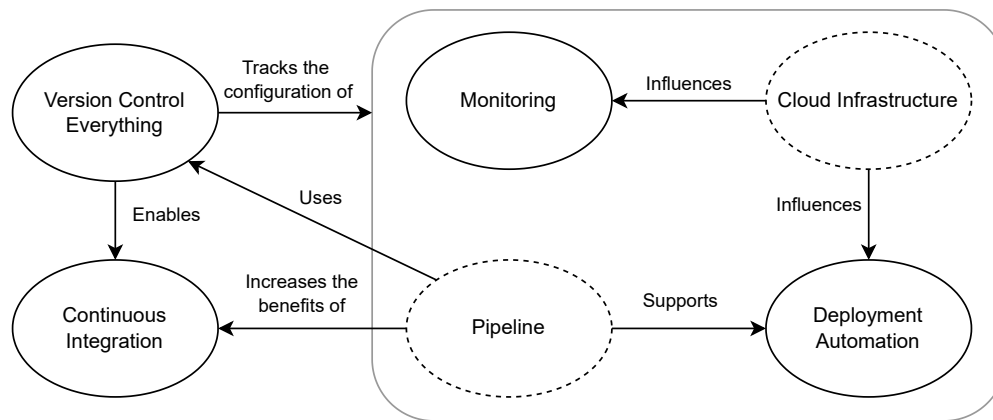 Version Control
Everything
Tracks the
configuration of
Monitoring
Influences
Cloud Infrastructure
Enables
Uses
Influences
Continuous
Integration
Increases the
benefits of
Pipeline
Supports
Deployment
Automation